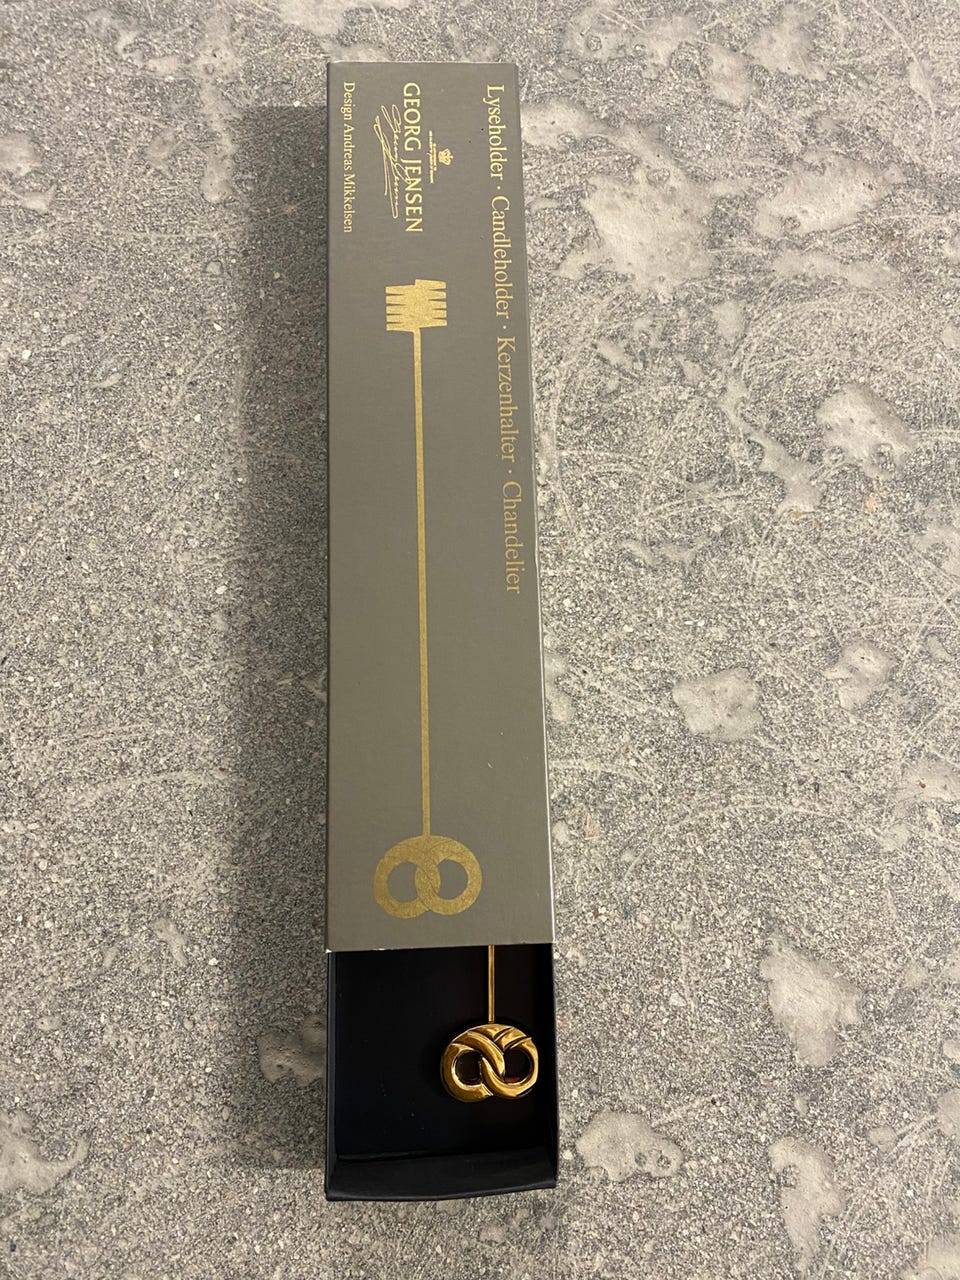 Lyseholder · Candleholder · Kerzenhalter · Chandelier
GEORG JENSEN
Design Andreas Mikkelsen